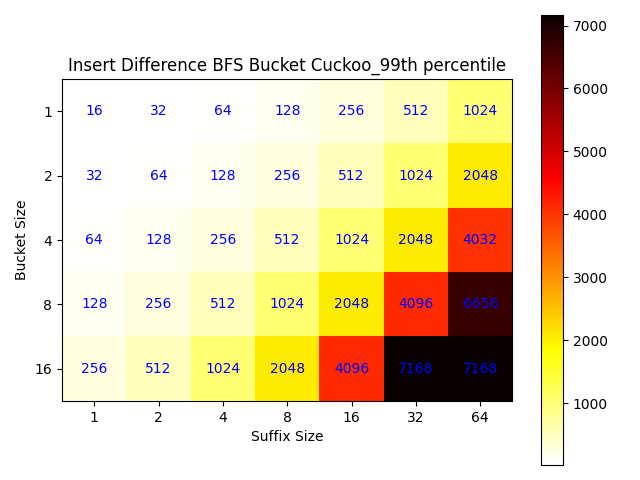 Insert Difference BFS Bucket Cuckoo_99th percentile
1 16 32 64 128 256 512 1024
2 32 64 128 256 512 1024 2048
4 64 128 256 512 1024 2048 4032
8 128 256 512 1024 2048 4096 6656
16 256 512 1024 2048 4096 7168 7168
1 2 4 8 16 32 64
Suffix Size
Bucket Size
7000
6000
5000
4000
3000
2000
1000